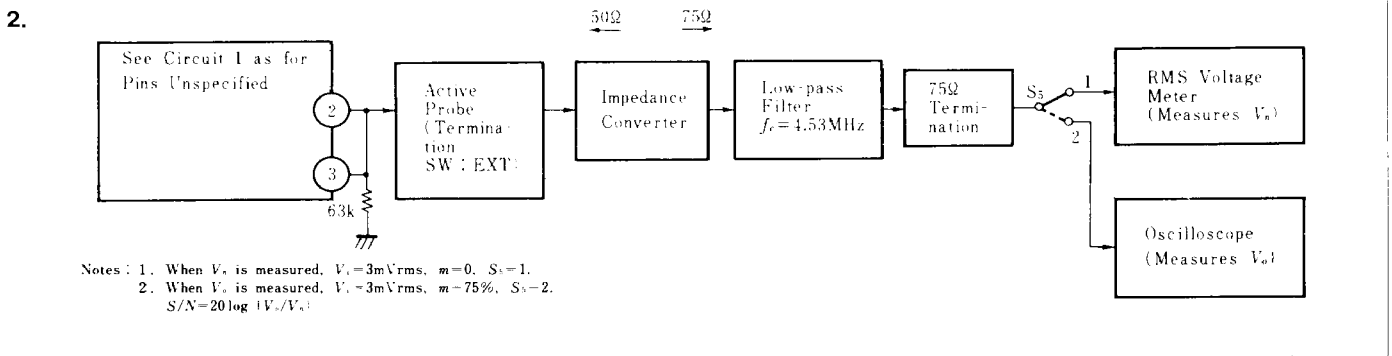 2.
50Ω 75Ω
See Circuit 1 as for
Pins Unspecified
2
3
63k
Active
Probe
(Termina-
tion
SW : EXT)
Impedance
Converter
Low-pass
Filter
fc=4.53MHz
75Ω
Termi-
nation
S5
1
2
RMS Voltage
Meter
(Measures Vn)
Oscilloscope
(Measures Vo)
Notes : 1. When Vn is measured, Vi=3mVrms, m=0, S5=1.
2. When Vo is measured, Vi=3mVrms, m=75%, S5=2.
S/N=20log (Vo/Vn)